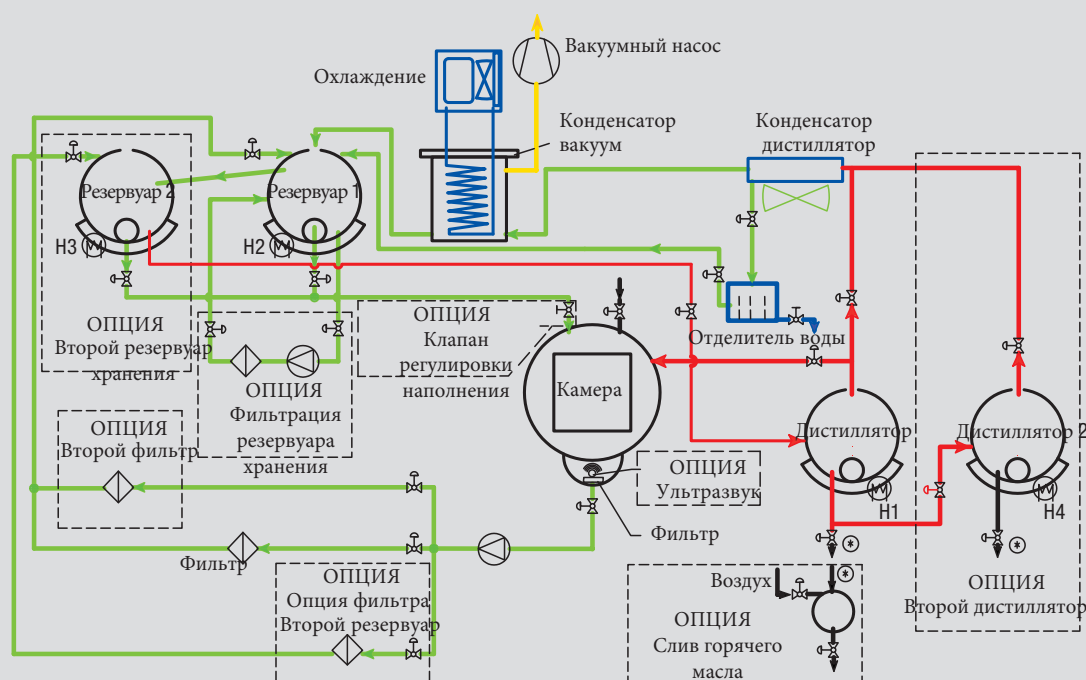 Вакуумный насос
Охлаждение
Конденсатор
вакуум
Конденсатор
дистиллятор
Резервуар 2
Резервуар 1
H3
H2
ОПЦИЯ
Второй резервуар
хранения
ОПЦИЯ
Клапан
регулировки
наполнения
Отделитель воды
ОПЦИЯ
Фильтрация
резервуара
хранения
Камера
Дистиллятор
Дистиллятор 2
ОПЦИЯ
Второй фильтр
ОПЦИЯ
Ультразвук
H1
H4
Фильтр
Фильтр
ОПЦИЯ
Опция фильтра
Второй резервуар
Воздух
ОПЦИЯ
Слив горячего
масла
ОПЦИЯ
Второй дистиллятор